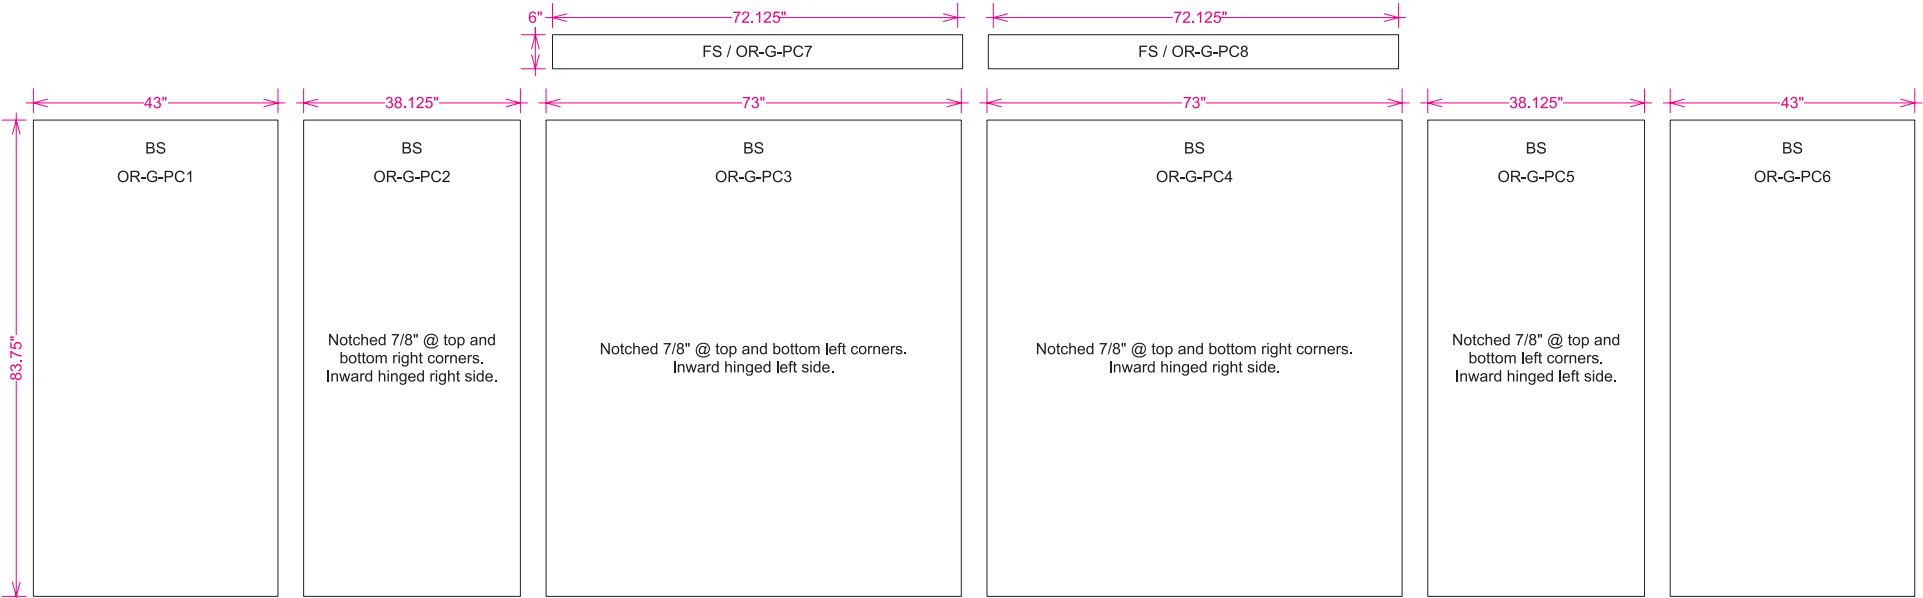 6" 72.125" 72.125"
FS / OR-G-PC7 FS / OR-G-PC8
43" 38.125" 73" 73" 38.125" 43"
BS BS BS BS BS BS
OR-G-PC1 OR-G-PC2 OR-G-PC3 OR-G-PC4 OR-G-PC5 OR-G-PC6
83.75"
Notched 7/8" @ top and
bottom right corners.
Inward hinged right side.
Notched 7/8" @ top and bottom left corners.
Inward hinged left side.
Notched 7/8" @ top and bottom right corners.
Inward hinged right side.
Notched 7/8" @ top and
bottom left corners.
Inward hinged left side.